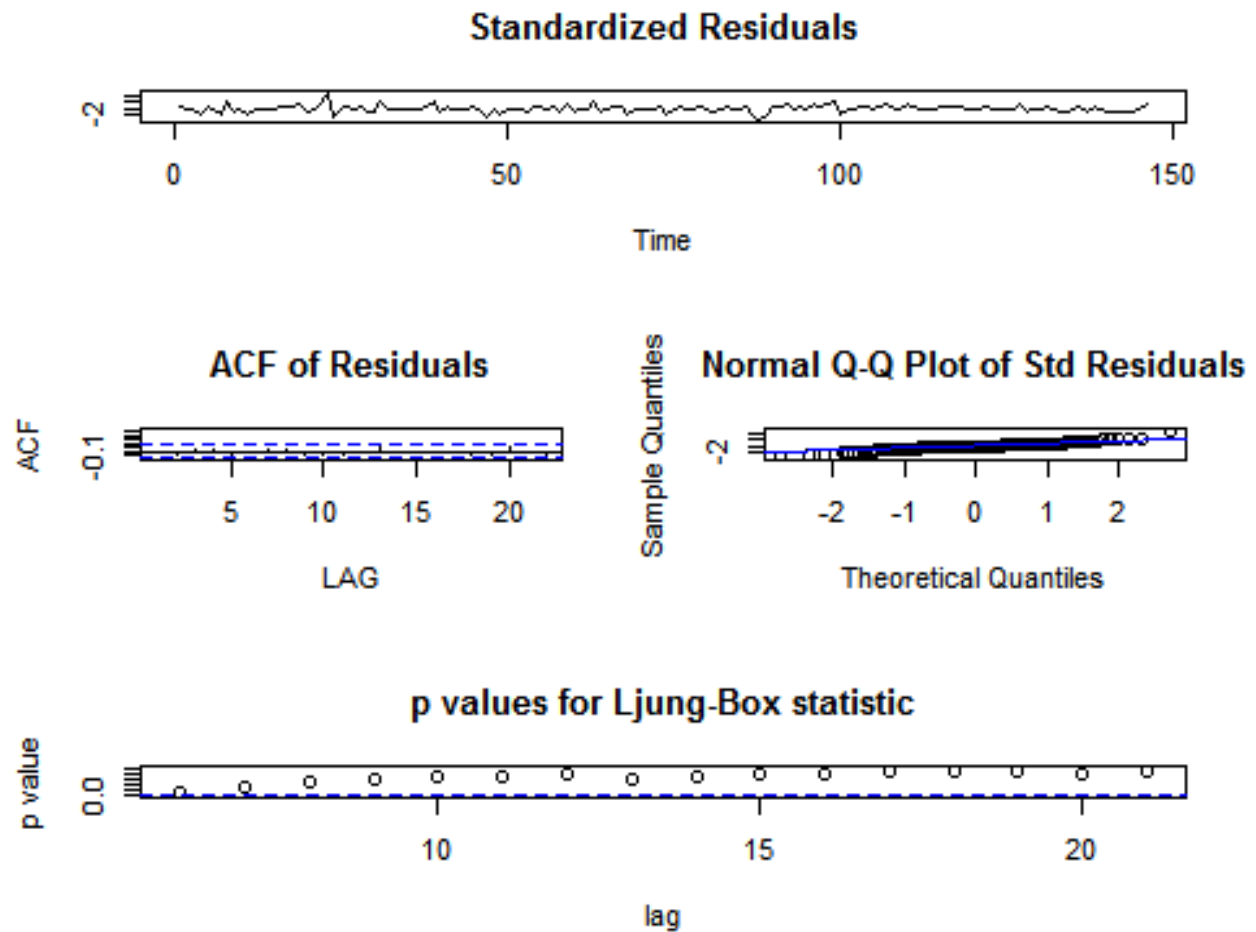 Standardized Residuals
-2
0 50 100 150
Time
ACF of Residuals
ACF
-0.1
5 10 15 20
LAG
Normal Q-Q Plot of Std Residuals
Sample Quantiles
-2
-2 -1 0 1 2
Theoretical Quantiles
p values for Ljung-Box statistic
p value
0.0
10 15 20
lag